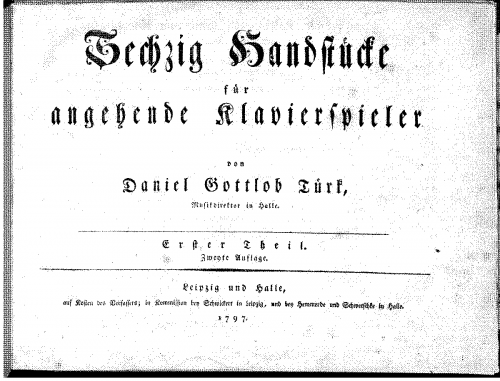 Sechzig Handstücke
für
angehende Klavierspieler
von
Daniel Gottlob Türk,
Musikdirektor in Halle.
Erster Theil.
Zweyte Auflage.
Leipzig und Halle,
auf Kosten des Verfassers; in Kommission bey Schwickert in Leipzig, und bey Hemmerde und Schwetschke in Halle.
1797.